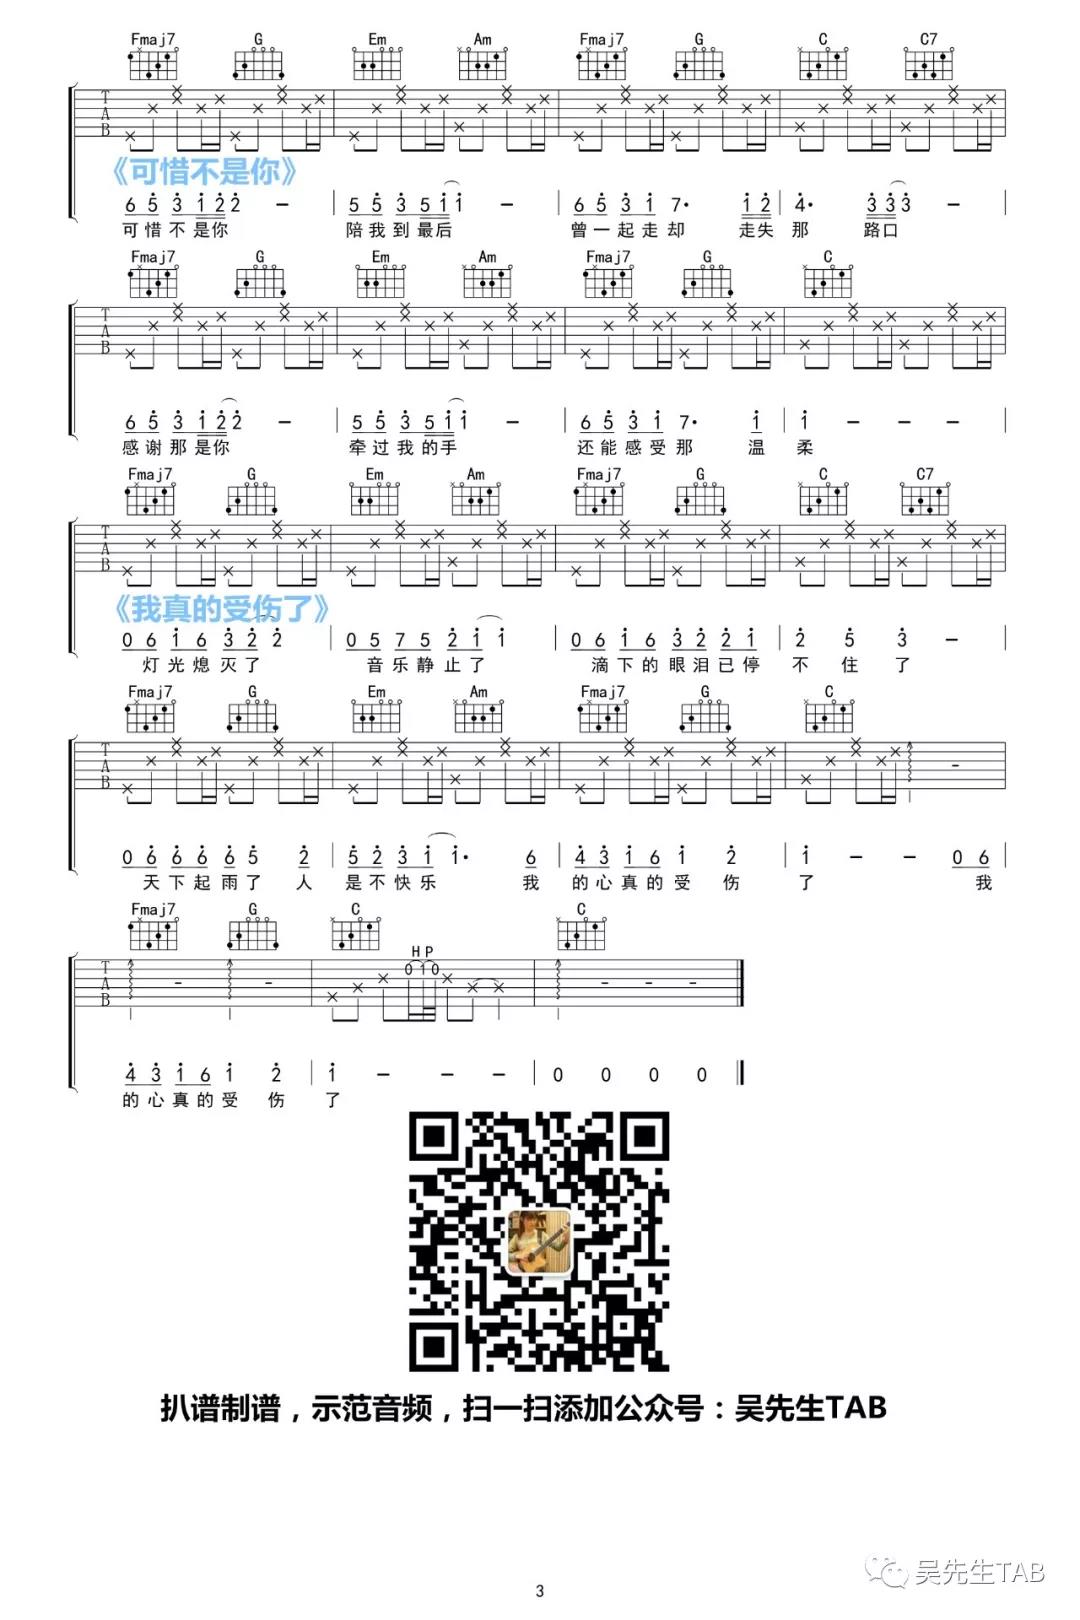 Fmaj7 G Em Am Fmaj7 G C C7
T
A
B
《可惜不是你》
6 5 3 1 2 2 – | 5 5 3 5 1 1 – | 6 5 3 1 7· 1 2 | 4· 3 3 3 – |
可惜不是你 陪我到最后 曾一起走却 走失那 路口
Fmaj7 G Em Am Fmaj7 G C
T
A
B
6 5 3 1 2 2 – | 5 5 3 5 1 1 – | 6 5 3 1 7· 1 | 1 – – – |
感谢那是你 牵过我的手 还能感受那 温 柔
Fmaj7 G Em Am Fmaj7 G C C7
T
A
B
《我真的受伤了》
0 6 1 6 3 2 2 | 0 5 7 5 2 1 1 | 0 6 1 6 3 2 2 1 | 2 5 3 – |
灯光熄灭了 音乐静止了 滴下的眼泪已停 不 住 了
Fmaj7 G Em Am Fmaj7 G C
T
A
B
0 6 6 6 6 5 2 | 5 2 3 1 1· 6 | 4 3 1 6 1 2 | 1 – – 0 6 |
天下起雨了 人 是不快乐 我 的心真的受 伤 了 我
Fmaj7 G C C
H P
T
A
B
0 1 0
4 3 1 6 1 2 | 1 – – – | 0 0 0 0
的心真的受 伤 了
扒谱制谱，示范音频，扫一扫添加公众号：吴先生TAB
吴先生TAB
3